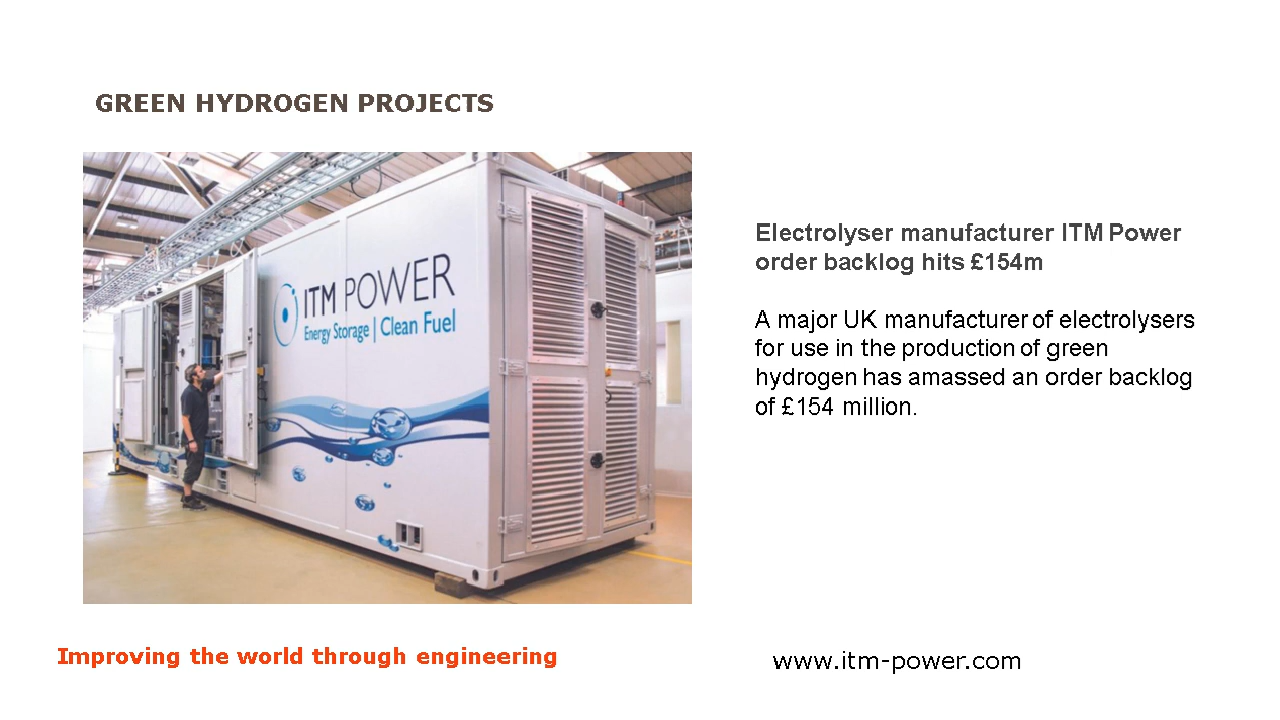 GREEN HYDROGEN PROJECTS
ITM POWER
Energy Storage | Clean Fuel
Electrolyser manufacturer ITM Power
order backlog hits £154m
A major UK manufacturer of electrolysers
for use in the production of green
hydrogen has amassed an order backlog
of £154 million.
Improving the world through engineering
www.itm-power.com